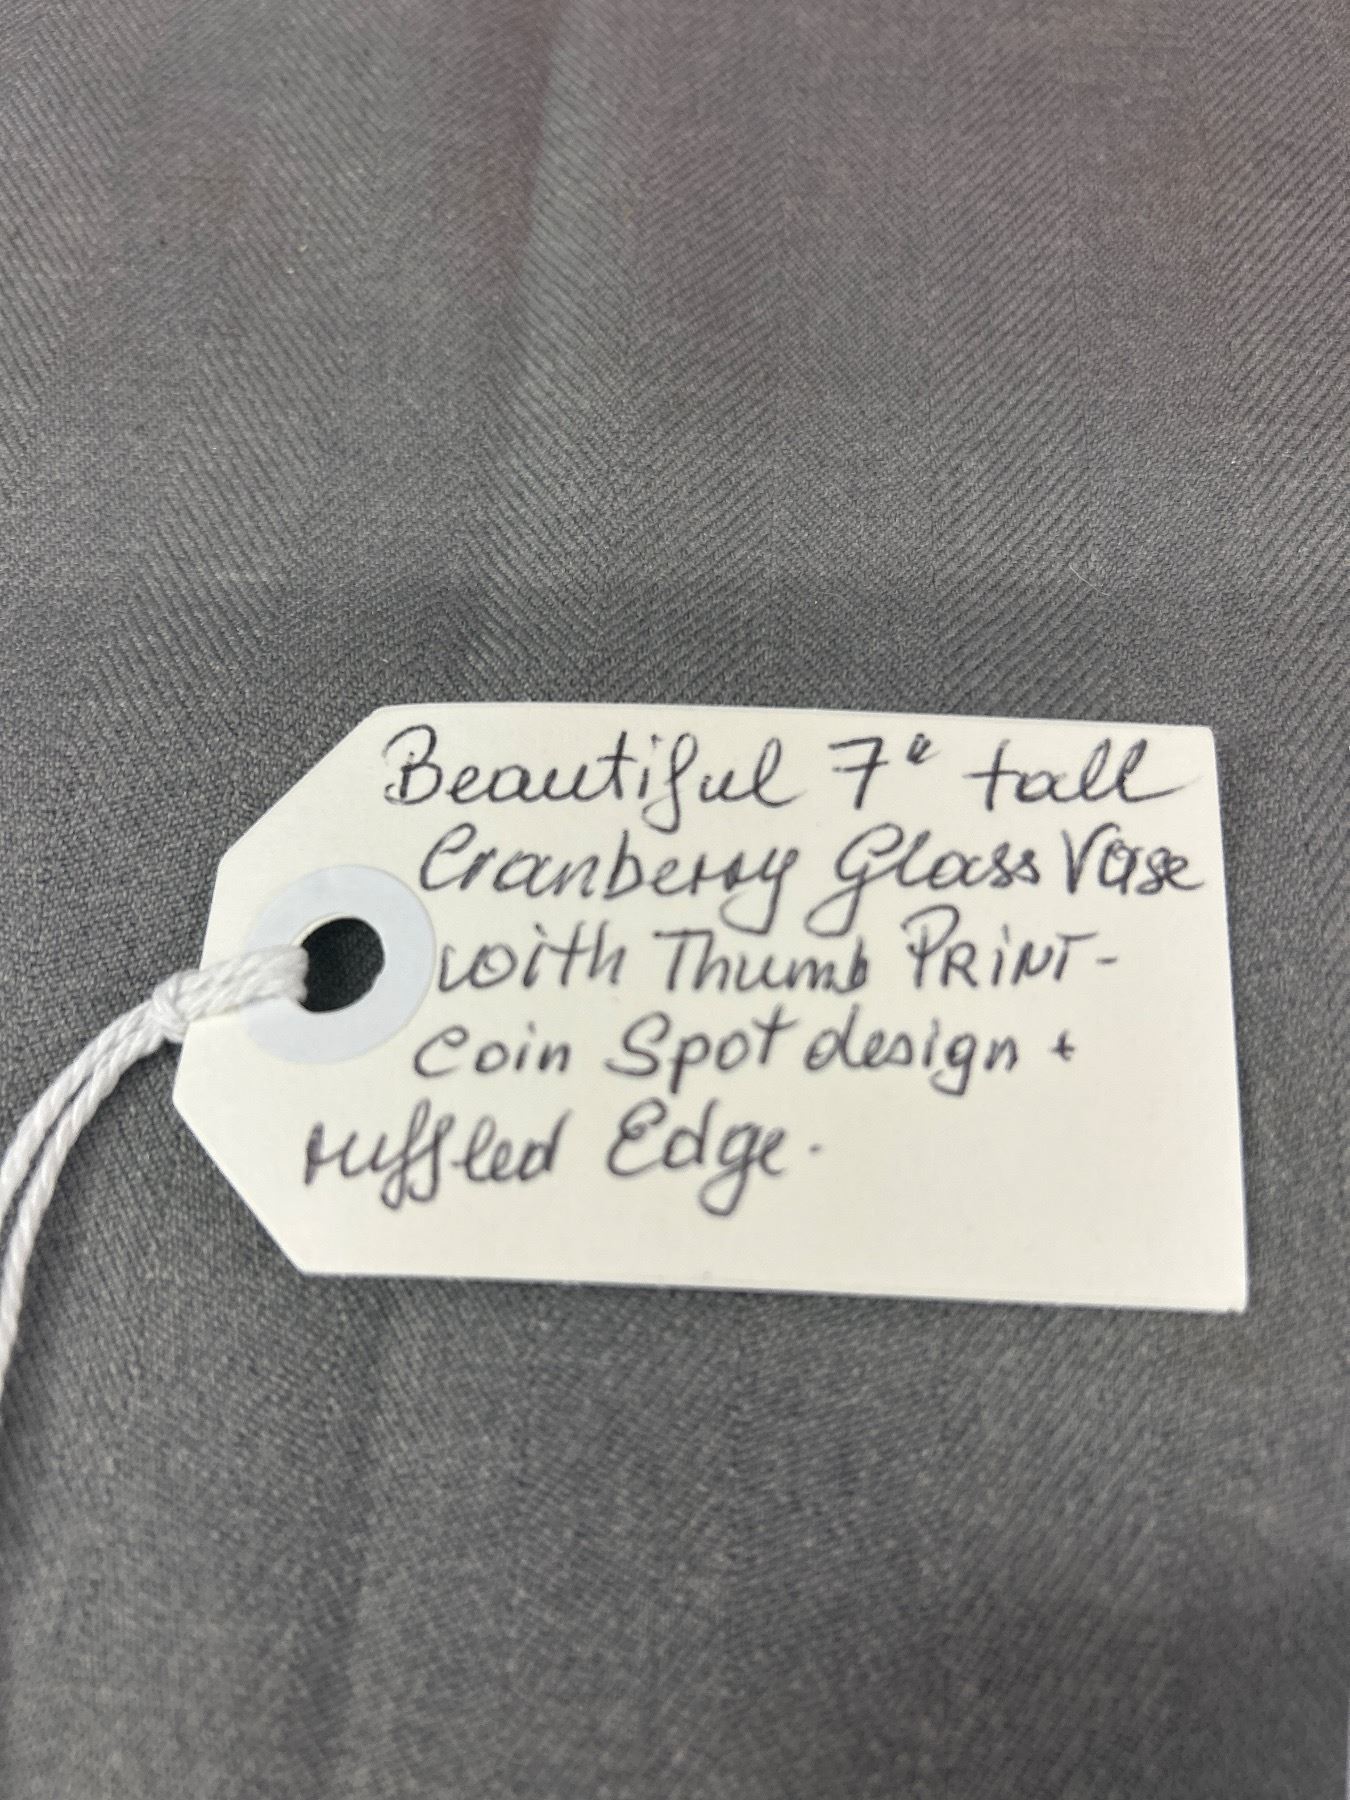 Beautiful 7" tall
Cranberry Glass Vase
with Thumb PRiNT-
Coin Spot design +
ruffled Edge.